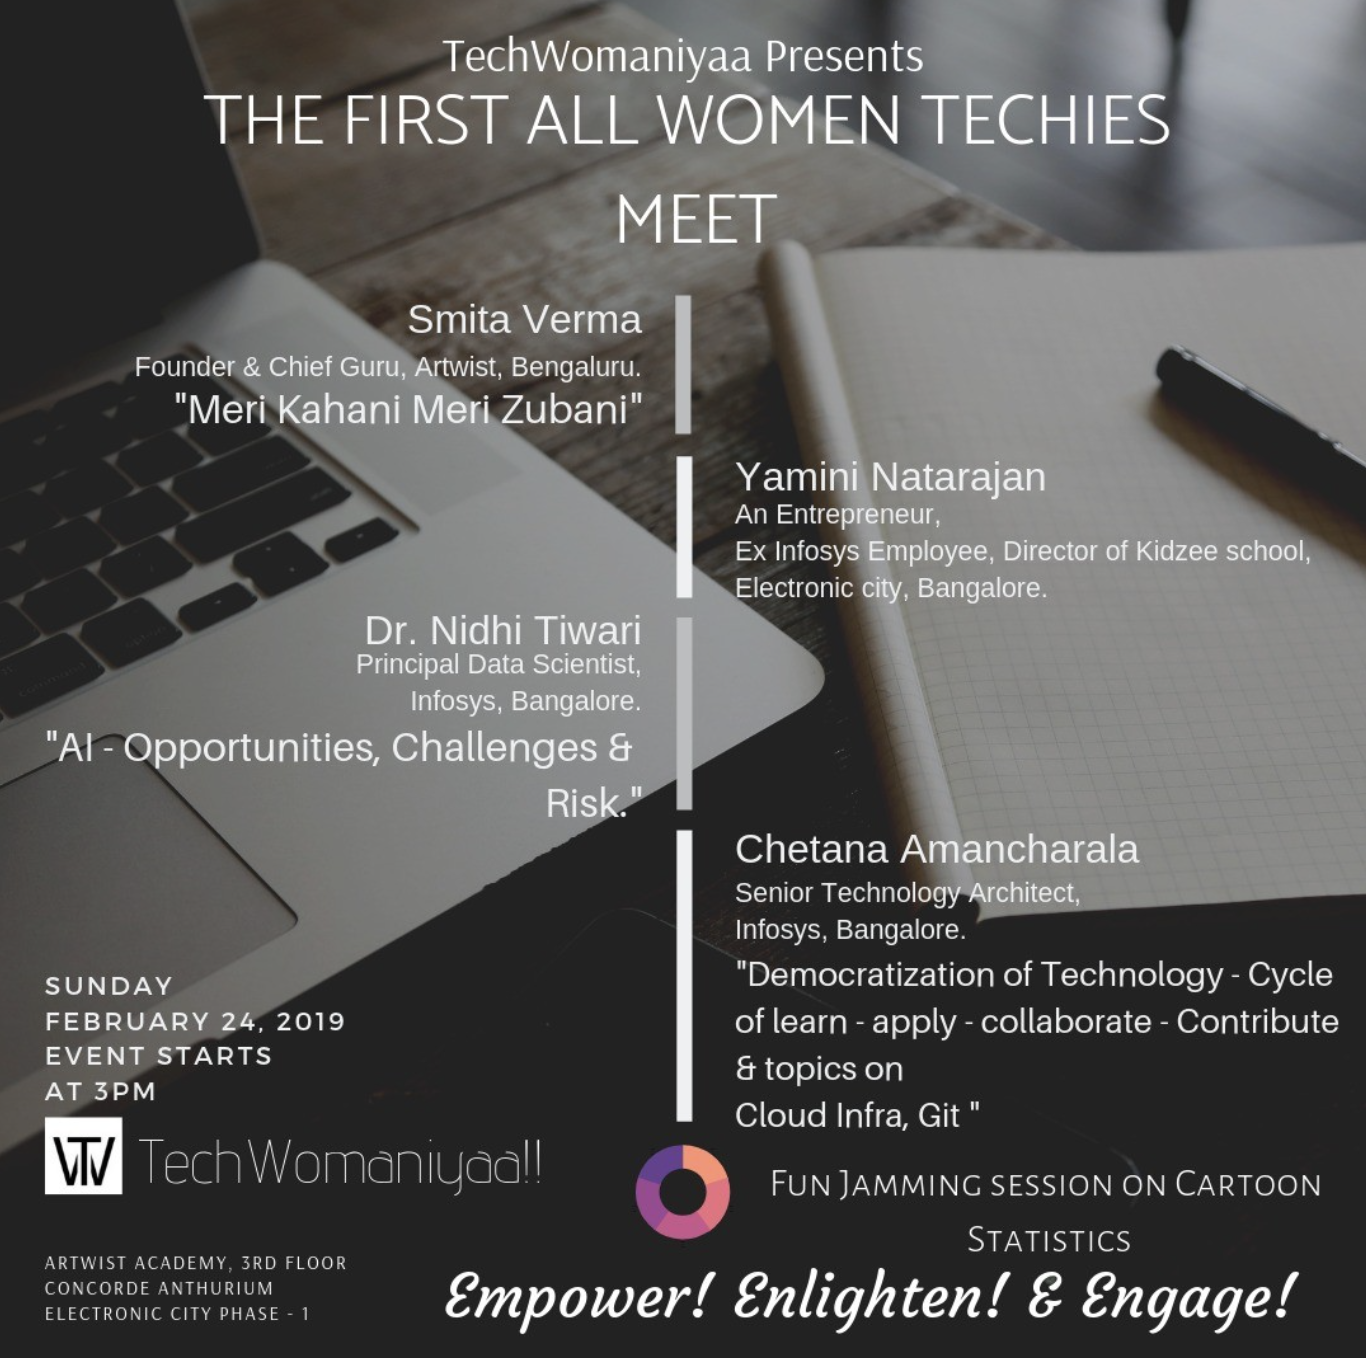 TechWomaniyaa Presents
THE FIRST ALL WOMEN TECHIES
MEET
Smita Verma
Founder & Chief Guru, Artwist, Bengaluru.
"Meri Kahani Meri Zubani"
Yamini Natarajan
An Entrepreneur,
Ex Infosys Employee, Director of Kidzee school,
Electronic city, Bangalore.
Dr. Nidhi Tiwari
Principal Data Scientist,
Infosys, Bangalore.
"AI - Opportunities, Challenges &
Risk."
Chetana Amancharala
Senior Technology Architect,
Infosys, Bangalore.
"Democratization of Technology - Cycle
of learn - apply - collaborate - Contribute
& topics on
Cloud Infra, Git "
SUNDAY
FEBRUARY 24, 2019
EVENT STARTS
AT 3PM
TechWomaniyaa!!
FUN JAMMING SESSION ON CARTOON
STATISTICS
ARTWIST ACADEMY, 3RD FLOOR
CONCORDE ANTHURIUM
ELECTRONIC CITY PHASE - 1
Empower! Enlighten! & Engage!